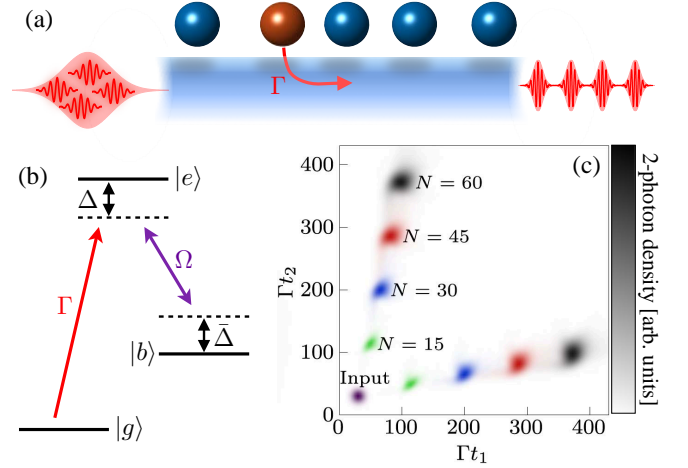 (a)
Γ
(b)
|e⟩
Δ
Ω
Γ
Δ̄
|b⟩
|g⟩
(c)
400
300
200
100
0
Γt₂
N = 60
N = 45
N = 30
N = 15
Input
0 100 200 300 400
Γt₁
2-photon density [arb. units]